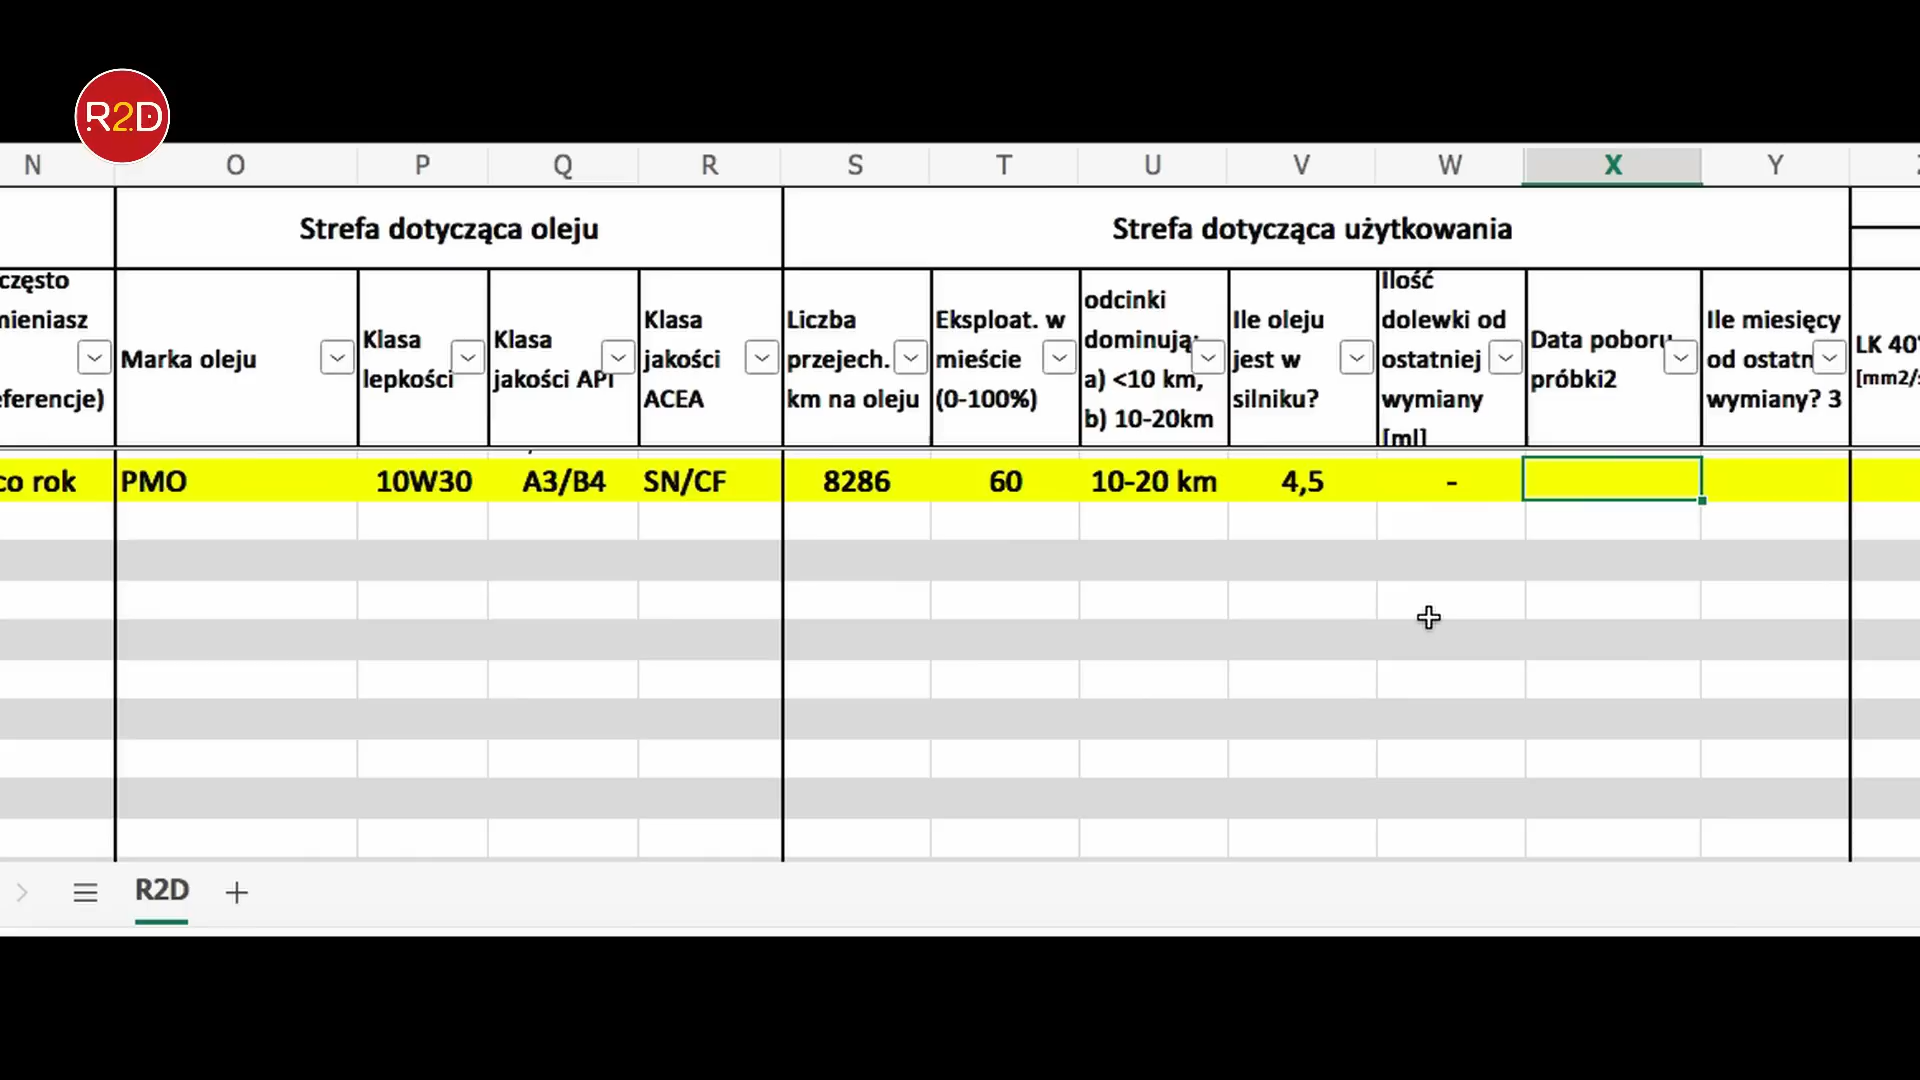 R2D
N O P Q R S T U V W X Y
Strefa dotycząca oleju
Strefa dotycząca użytkowania
często
mieniasz
eferencje)
Marka oleju
Klasa
lepkości
Klasa
jakości API
Klasa
jakości
ACEA
Liczba
przejech.
km na oleju
Eksploat. w
mieście
(0-100%)
odcinki
dominują:
a) <10 km,
b) 10-20km
Ile oleju
jest w
silniku?
Ilość
dolewki od
ostatniej
wymiany
[ml]
Data poboru
próbki2
Ile miesięcy
od ostatn
wymiany? 3
LK 40°
[mm2/s
co rok PMO 10W30 A3/B4 SN/CF 8286 60 10-20 km 4,5 -
R2D +